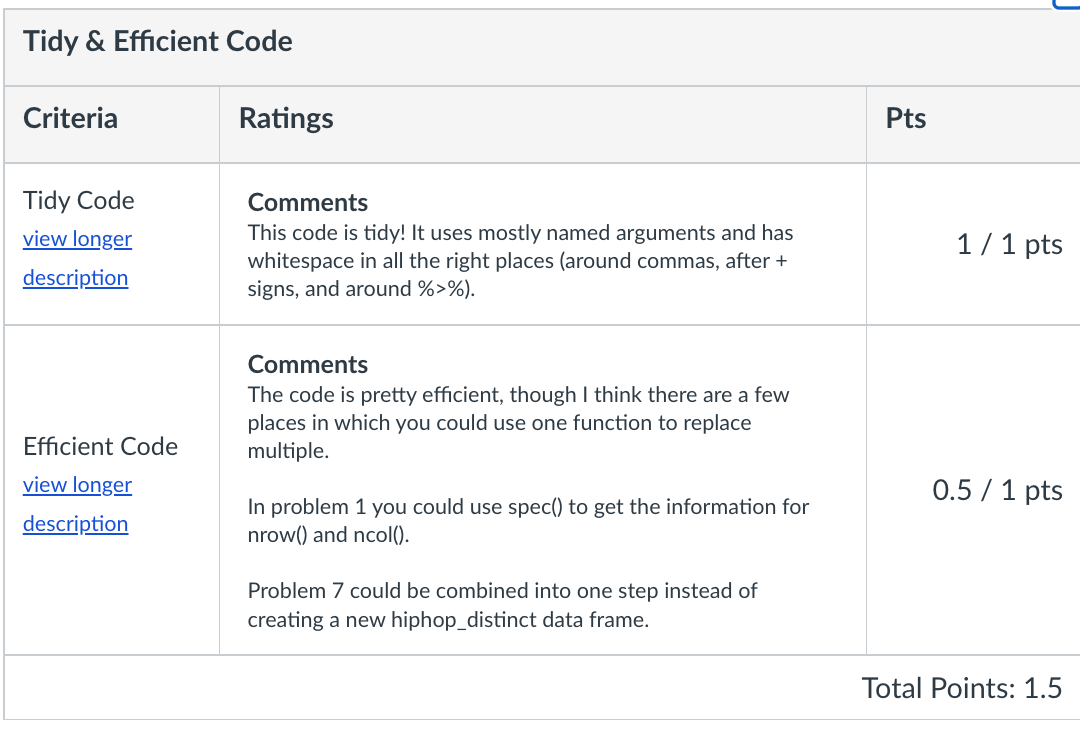 Tidy & Efficient Code
Criteria
Ratings
Pts
Tidy Code
view longer
description
Comments
This code is tidy! It uses mostly named arguments and has
whitespace in all the right places (around commas, after +
signs, and around %>%).
1 / 1 pts
Efficient Code
view longer
description
Comments
The code is pretty efficient, though I think there are a few
places in which you could use one function to replace
multiple.
In problem 1 you could use spec() to get the information for
nrow() and ncol().
Problem 7 could be combined into one step instead of
creating a new hiphop_distinct data frame.
0.5 / 1 pts
Total Points: 1.5